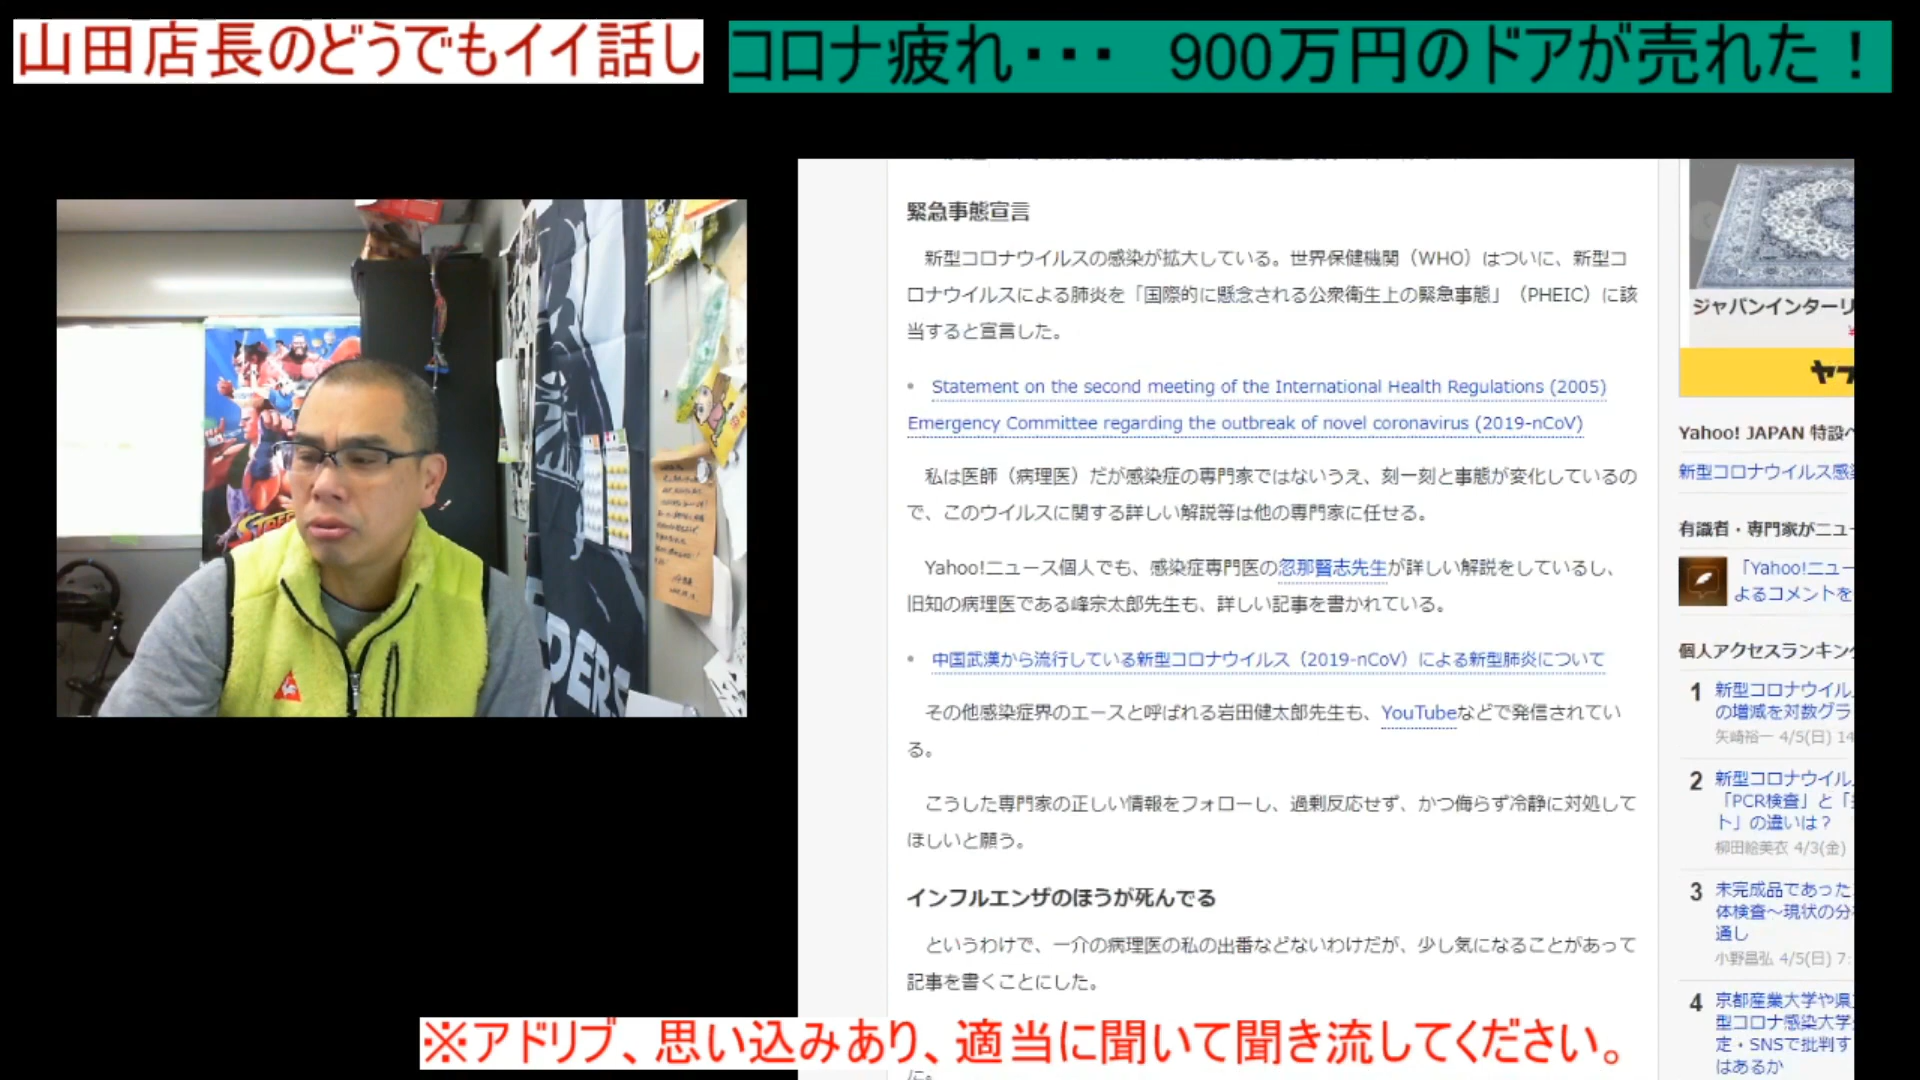 山田店長のどうでもイイ話し
コロナ疲れ・・・　900万円のドアが売れた！
緊急事態宣言
新型コロナウイルスの感染が拡大している。世界保健機関（WHO）はついに、新型コ
ロナウイルスによる肺炎を「国際的に懸念される公衆衛生上の緊急事態」（PHEIC）に該
当すると宣言した。
• Statement on the second meeting of the International Health Regulations (2005)
Emergency Committee regarding the outbreak of novel coronavirus (2019-nCoV)
私は医師（病理医）だが感染症の専門家ではないうえ、刻一刻と事態が変化しているの
で、このウイルスに関する詳しい解説等は他の専門家に任せる。
Yahoo!ニュース個人でも、感染症専門医の忽那賢志先生が詳しい解説をしているし、
旧知の病理医である峰宗太郎先生も、詳しい記事を書かれている。
• 中国武漢から流行している新型コロナウイルス（2019-nCoV）による新型肺炎について
その他感染症界のエースと呼ばれる岩田健太郎先生も、YouTubeなどで発信されてい
る。
こうした専門家の正しい情報をフォローし、過剰反応せず、かつ侮らず冷静に対処して
ほしいと願う。
インフルエンザのほうが死んでる
というわけで、一介の病理医の私の出番などないわけだが、少し気になることがあって
記事を書くことにした。
ジャパンインターリ
ヤフ
Yahoo! JAPAN 特設ペ
新型コロナウイルス感
有識者・専門家がニュー
「Yahoo!ニュー
よるコメントを
個人アクセスランキン
1 新型コロナウイル
の増減を対数グラ
矢崎裕一 4/5(日) 14
2 新型コロナウイル
「PCR検査」と「
ト」の違いは？
柳田絵美衣 4/3(金)
3 未完成品であった
体検査～現状の分
通し
小野昌弘 4/5(日) 7:
4 京都産業大学や県
型コロナ感染大学
定・SNSで批判す
はあるか
※アドリブ、思い込みあり、適当に聞いて聞き流してください。